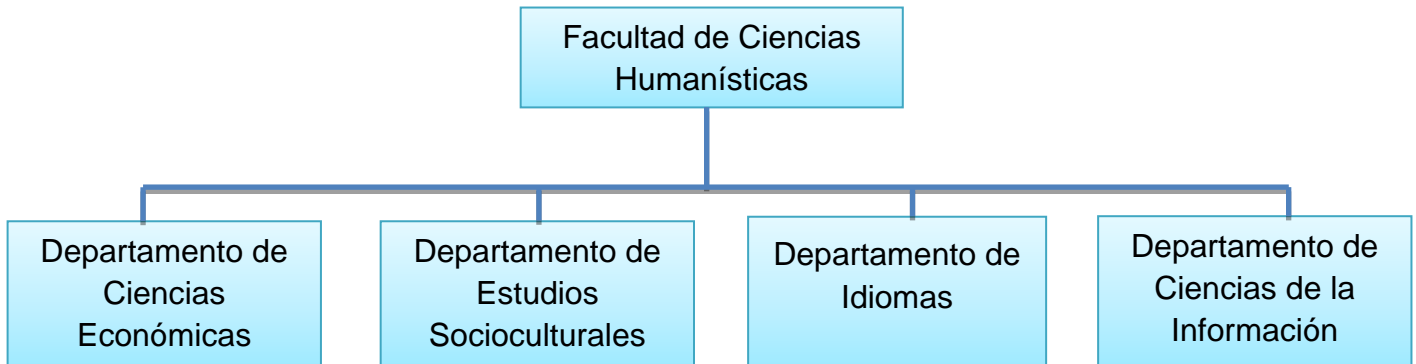 Facultad de Ciencias
Humanísticas
Departamento de
Ciencias
Económicas
Departamento de
Estudios
Socioculturales
Departamento de
Idiomas
Departamento de
Ciencias de la
Información